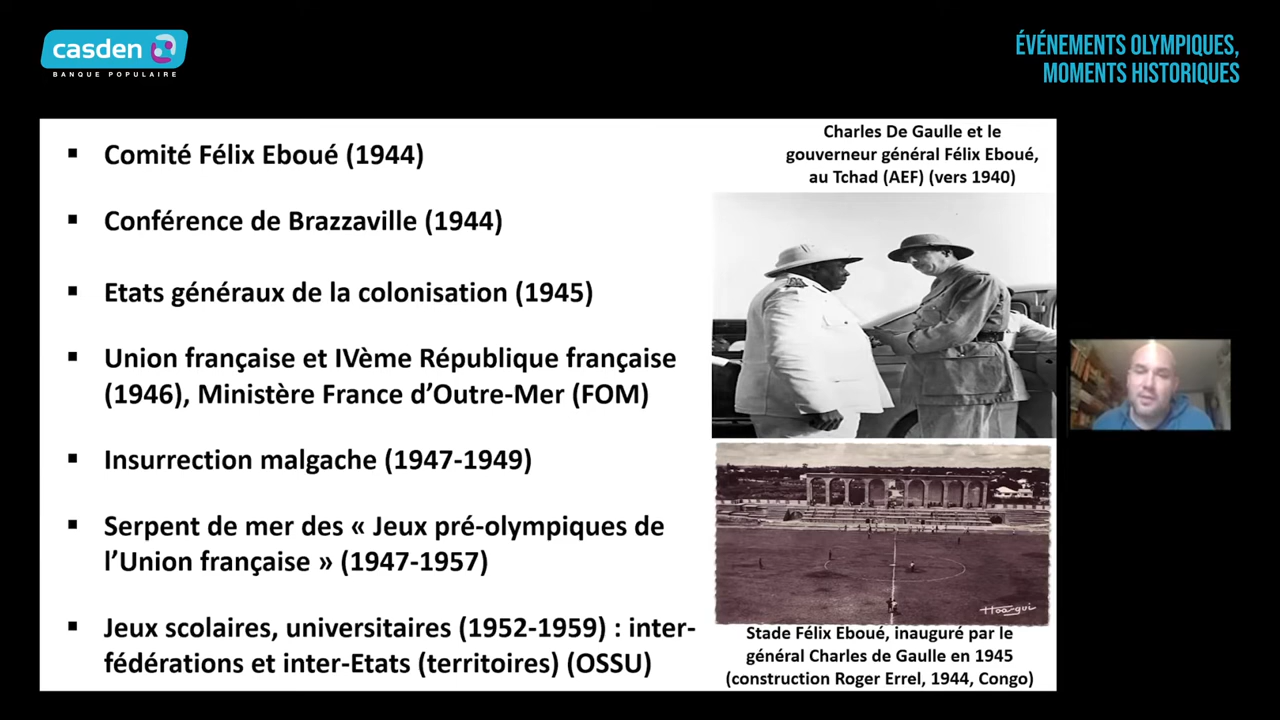 casden
BANQUE POPULAIRE
ÉVÉNEMENTS OLYMPIQUES,
MOMENTS HISTORIQUES
▪ Comité Félix Eboué (1944)
▪ Conférence de Brazzaville (1944)
▪ Etats généraux de la colonisation (1945)
▪ Union française et IVème République française
(1946), Ministère France d’Outre-Mer (FOM)
▪ Insurrection malgache (1947-1949)
▪ Serpent de mer des « Jeux pré-olympiques de
l’Union française » (1947-1957)
▪ Jeux scolaires, universitaires (1952-1959) : inter-
fédérations et inter-Etats (territoires) (OSSU)
Charles De Gaulle et le
gouverneur général Félix Eboué,
au Tchad (AEF) (vers 1940)
Stade Félix Eboué, inauguré par le
général Charles de Gaulle en 1945
(construction Roger Errel, 1944, Congo)